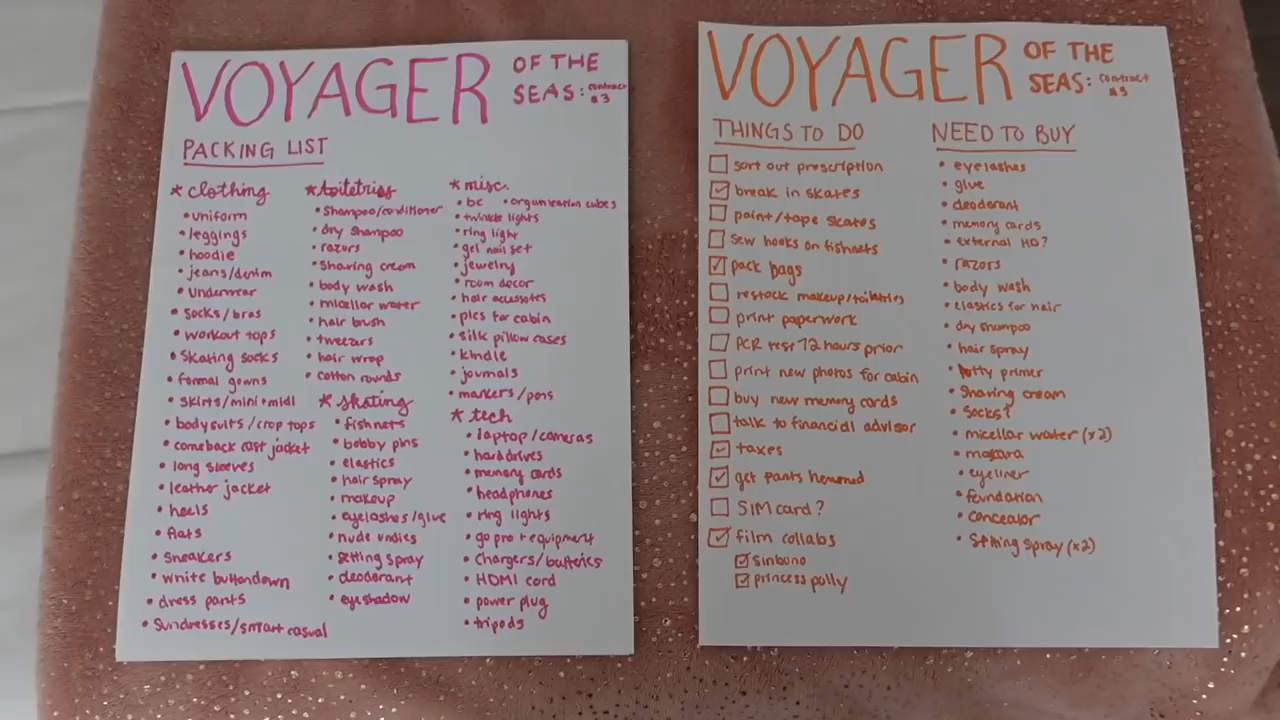 VOYAGER OF THE SEAS: contract #3
PACKING LIST
* clothing
• uniform
• leggings
• hoodie
• jeans/denim
• underwear
• socks/bras
• workout tops
• skating socks
• formal gowns
• skirts/mini+midi
• bodysuits/crop tops
• comeback cast jacket
• long sleeves
• leather jacket
• heels
• flats
• sneakers
• white buttondown
• dress pants
• sundresses/smart casual
* toiletries
• shampoo/conditioner
• dry shampoo
• razors
• shaving cream
• body wash
• micellar water
• hair brush
• tweezers
• hair wrap
• cotton rounds
* skating
• fishnets
• bobby pins
• elastics
• hair spray
• makeup
• eyelashes/glue
• nude undies
• setting spray
• deodorant
• eyeshadow
* misc.
• bc • organization cubes
• twinkle lights
• ring light
• gel nail set
• jewelry
• room decor
• hair accessories
• pics for cabin
• silk pillow cases
• kindle
• journals
• markers/pens
* tech
• laptop/cameras
• hard drives
• memory cards
• headphones
• ring lights
• go pro + equipment
• chargers/batteries
• HDMI cord
• power plug
• tripods
VOYAGER OF THE SEAS: contract #3
THINGS TO DO
sort out prescription
break in skates
paint/tape skates
sew hooks on fishnets
pack bags
restock makeup/toiletries
print paperwork
PCR test 72 hours prior
print new photos for cabin
buy new memory cards
talk to financial advisor
taxes
get pants hemmed
SIM card?
film collabs
Sinbono
princess polly
NEED TO BUY
• eyelashes
• glue
• deodorant
• memory cards
• external HD?
• razors
• body wash
• elastics for hair
• dry shampoo
• hair spray
• putty primer
• shaving cream
• socks?
• micellar water (x2)
• mascara
• eyeliner
• foundation
• concealor
• setting spray (x2)